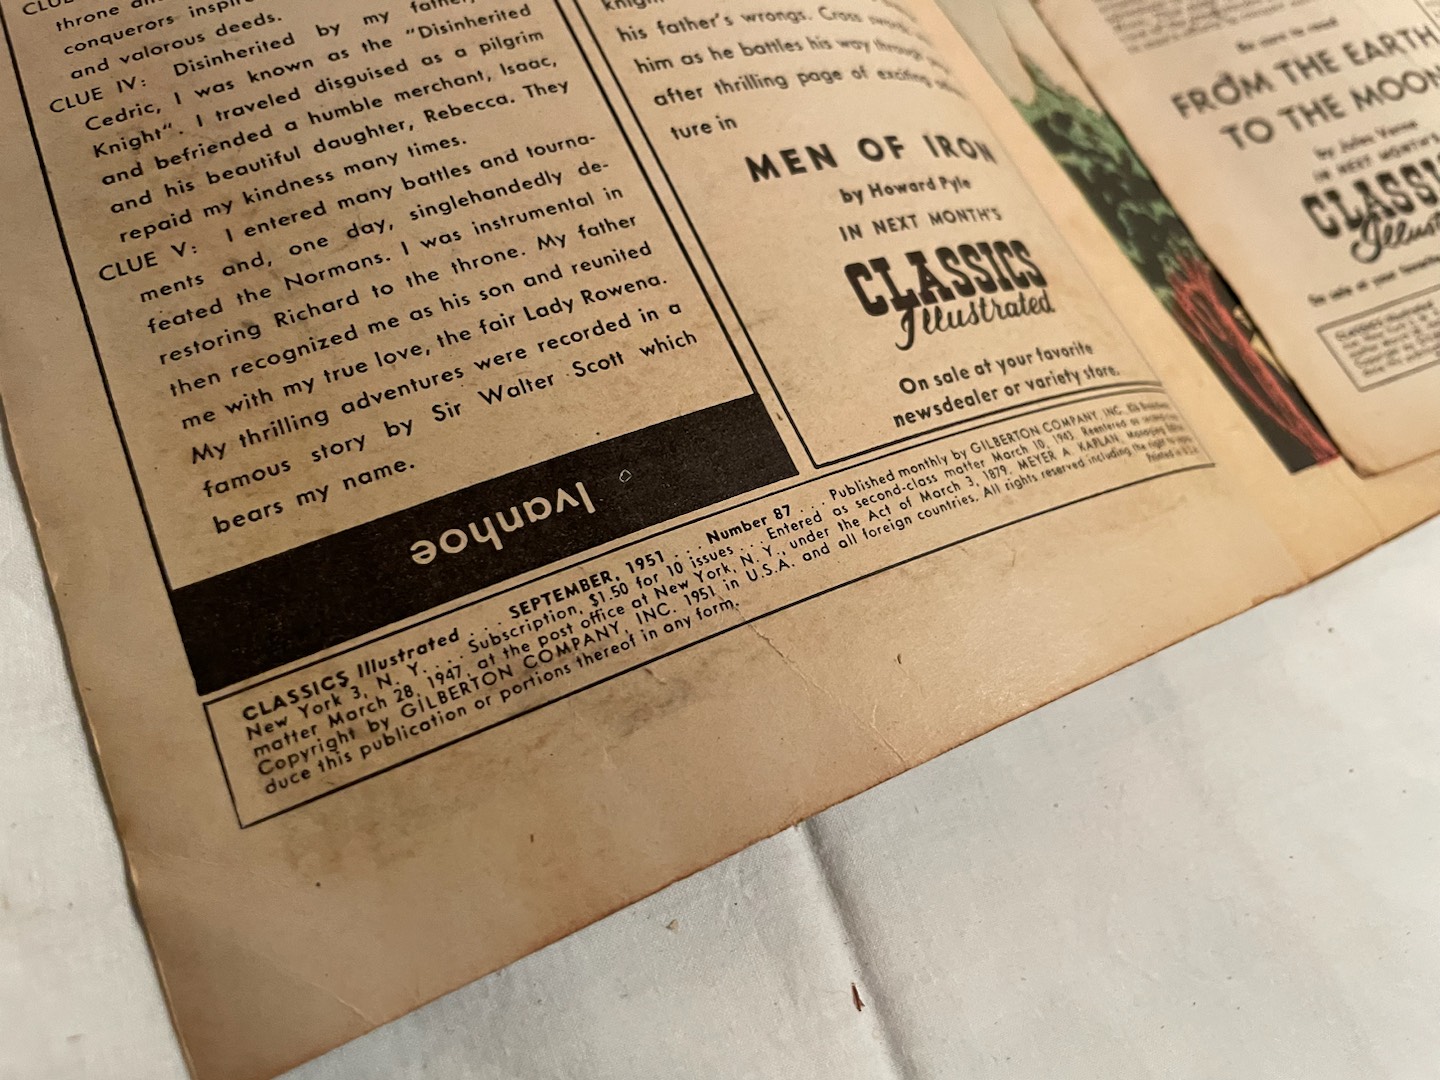 throne
conquerors
and valorous deeds.
CLUE IV: Disinherited by my father,
Cedric, I was known as the "Disinherited
Knight". I traveled disguised as a pilgrim
and befriended a humble merchant, Isaac,
and his beautiful daughter, Rebecca. They
repaid my kindness many times.
CLUE V: I entered many battles and tourna-
ments and, one day, singlehandedly de-
feated the Normans. I was instrumental in
restoring Richard to the throne. My father
then recognized me as his son and reunited
me with my true love, the fair Lady Rowena.
My thrilling adventures were recorded in a
famous story by Sir Walter Scott which
bears my name.
Ivanhoe
his father's wrongs. Cross
him as he battles his way through
after thrilling page of exciting
ture in
MEN OF IRON
by Howard Pyle
IN NEXT MONTH'S
CLASSICS
Illustrated
On sale at your favorite
newsdealer or variety store.
CLASSICS Illustrated . . . SEPTEMBER, 1951 . . . Number 87 . . . Published monthly by GILBERTON COMPANY, INC.
New York 3, N. Y. . . . Subscription, $1.50 for 10 issues . . . Entered as second-class matter March 10, 1943. Reentered as
matter March 28, 1947, at the post office at New York, N. Y., under the Act of March 3, 1879. MEYER A. KAPLAN, Managing Editor
Copyright by GILBERTON COMPANY, INC. 1951 in U.S.A. and all foreign countries. All rights reserved including the right to
duce this publication or portions thereof in any form. Printed in U.S.A.
FROM THE EARTH
TO THE MOON
by Jules Verne
IN NEXT MONTH'S